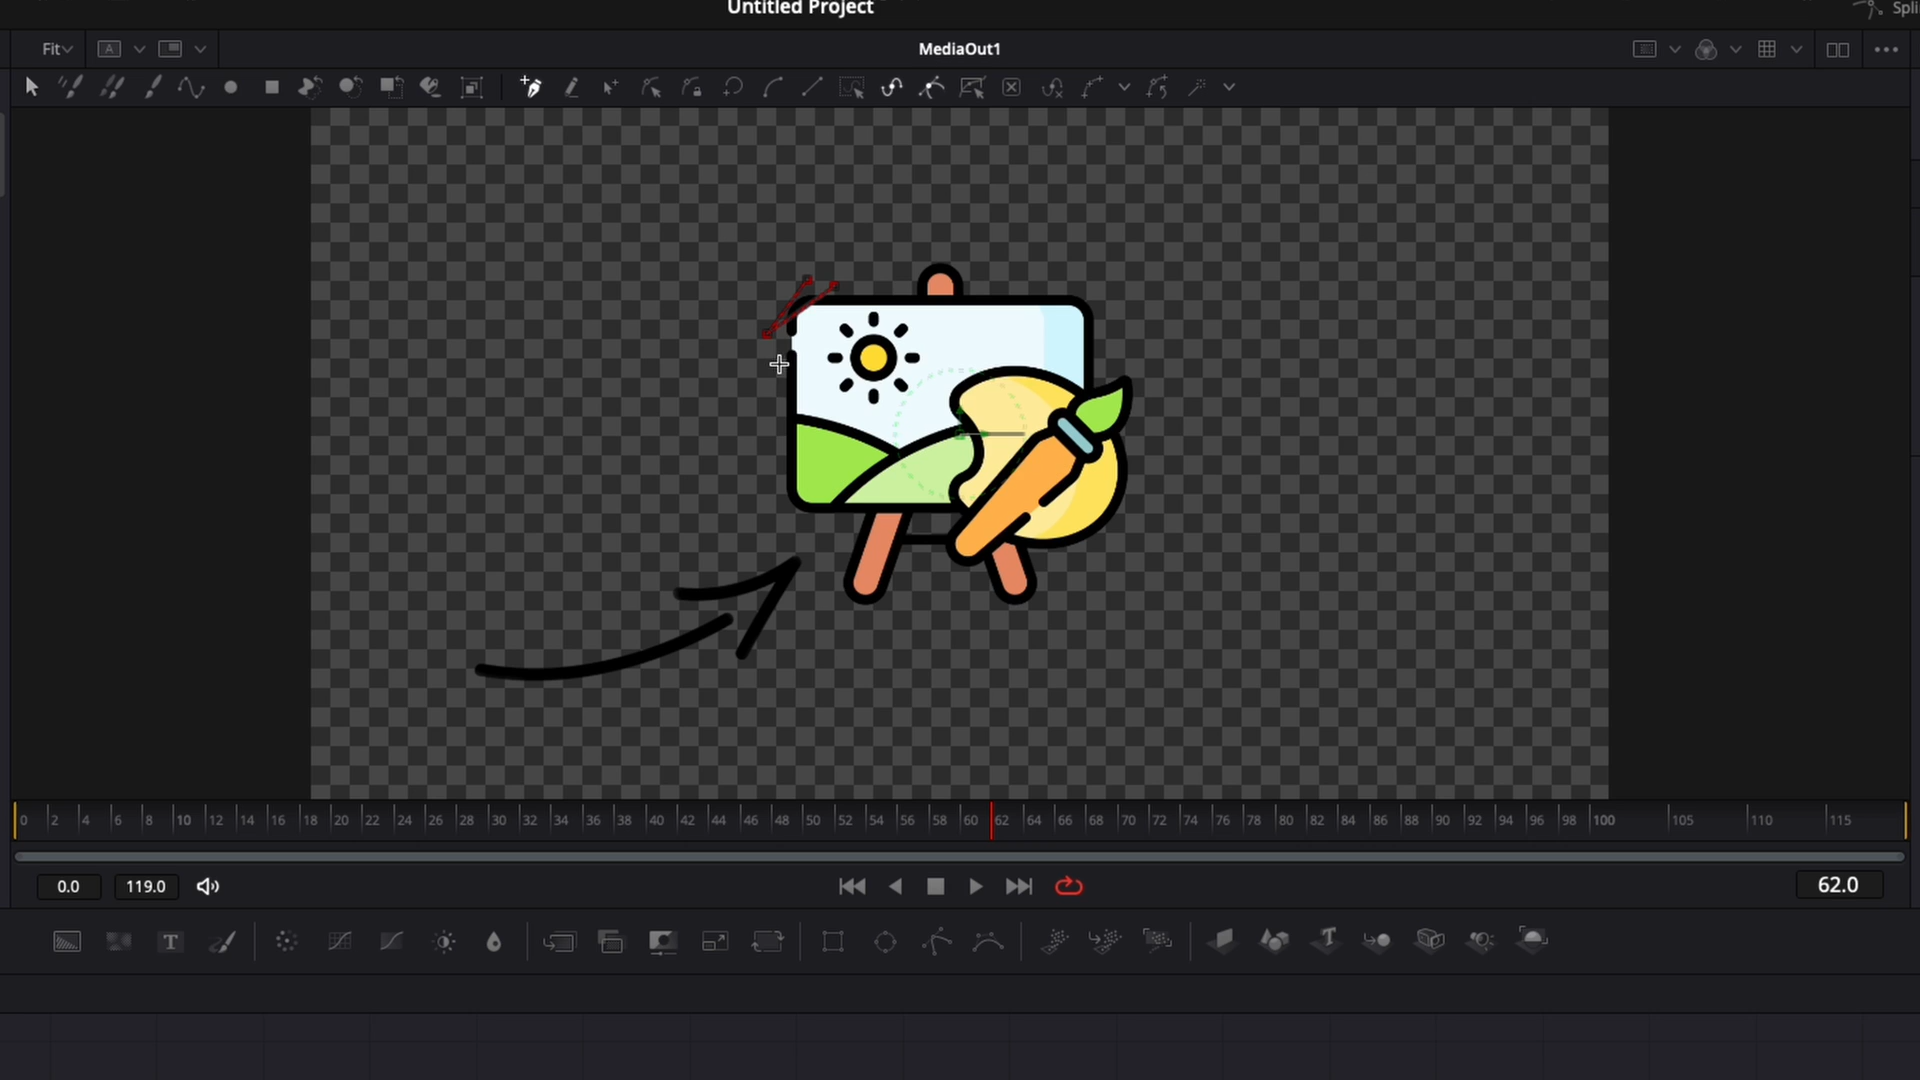 Untitled Project
Spli
Fit
A
MediaOut1
0 2 4 6 8 10 12 14 16 18 20 22 24 26 28 30 32 34 36 38 40 42 44 46 48 50 52 54 56 58 60 62 64 66 68 70 72 74 76 78 80 82 84 86 88 90 92 94 96 98 100 105 110 115
0.0 119.0 62.0
T T